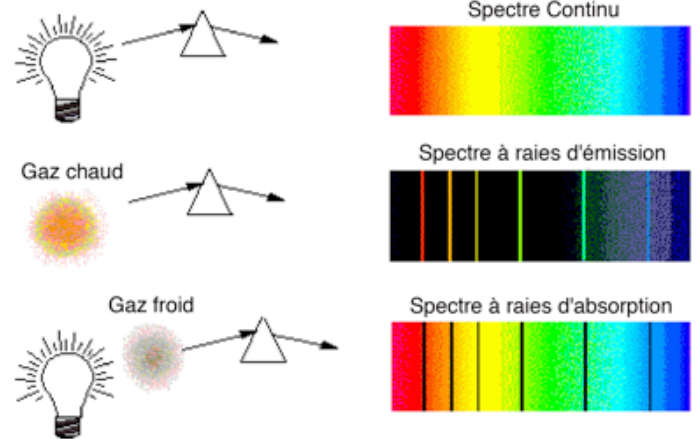 Spectre Continu
Gaz chaud
Spectre à raies d'émission
Gaz froid
Spectre à raies d'absorption